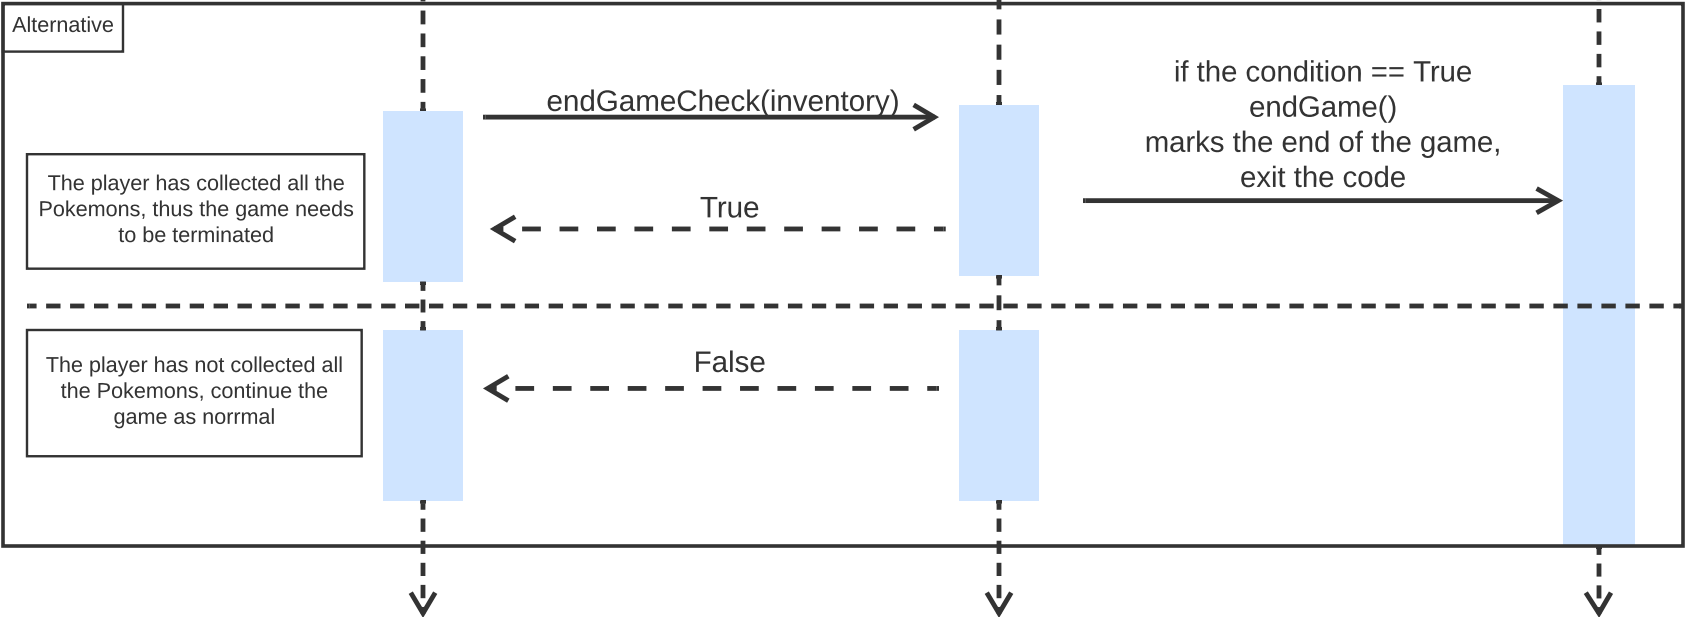 Alternative
endGameCheck(inventory)
if the condition == True
endGame()
marks the end of the game,
exit the code
The player has collected all the
Pokemons, thus the game needs
to be terminated
True
The player has not collected all
the Pokemons, continue the
game as norrmal
False